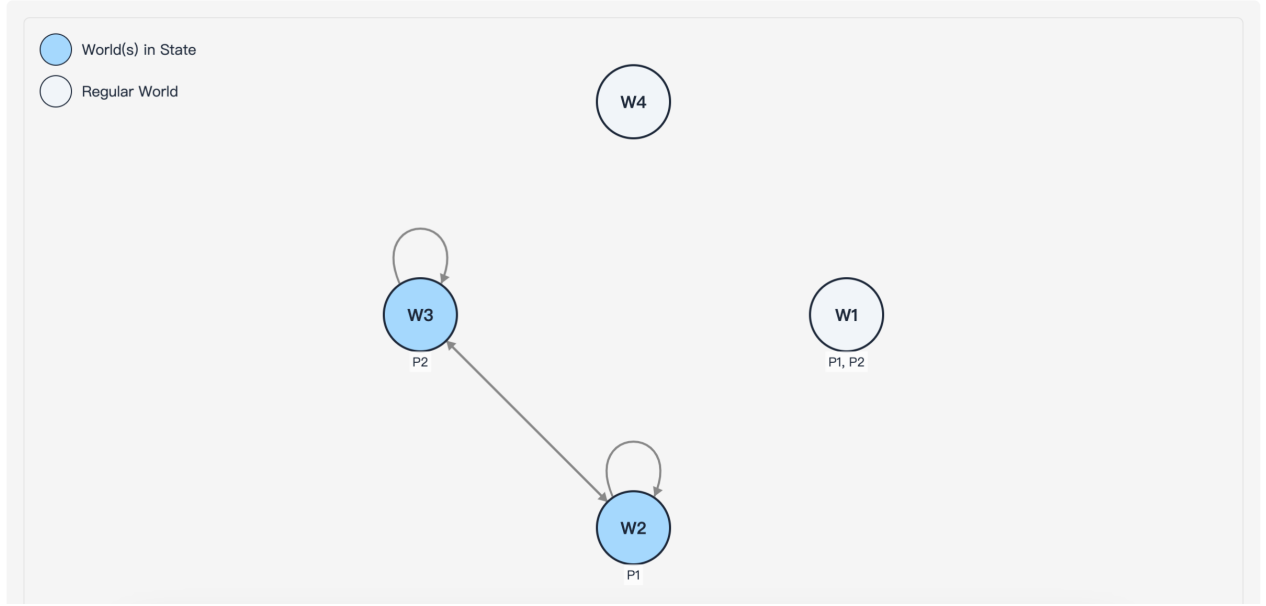 World(s) in State
Regular World
W4
W3
P2
W1
P1, P2
W2
P1